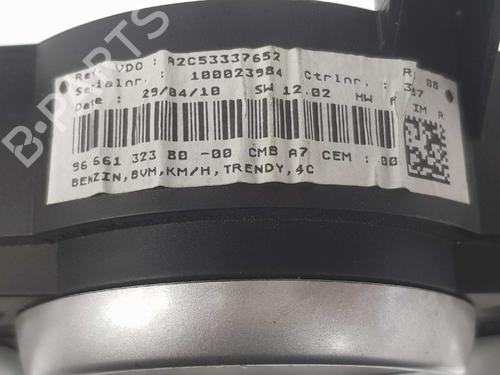 Ref. VDO : A2C53337652
Serialnr. : 100023984 Ctrlnr. : 307
Date : 29/04/10 SW 12.02 HW
IM R
96 661 323 80 -00 CMB A7 CEM : 00
BENZIN,BVM,KM/H, TRENDY,4C
B-PARTS